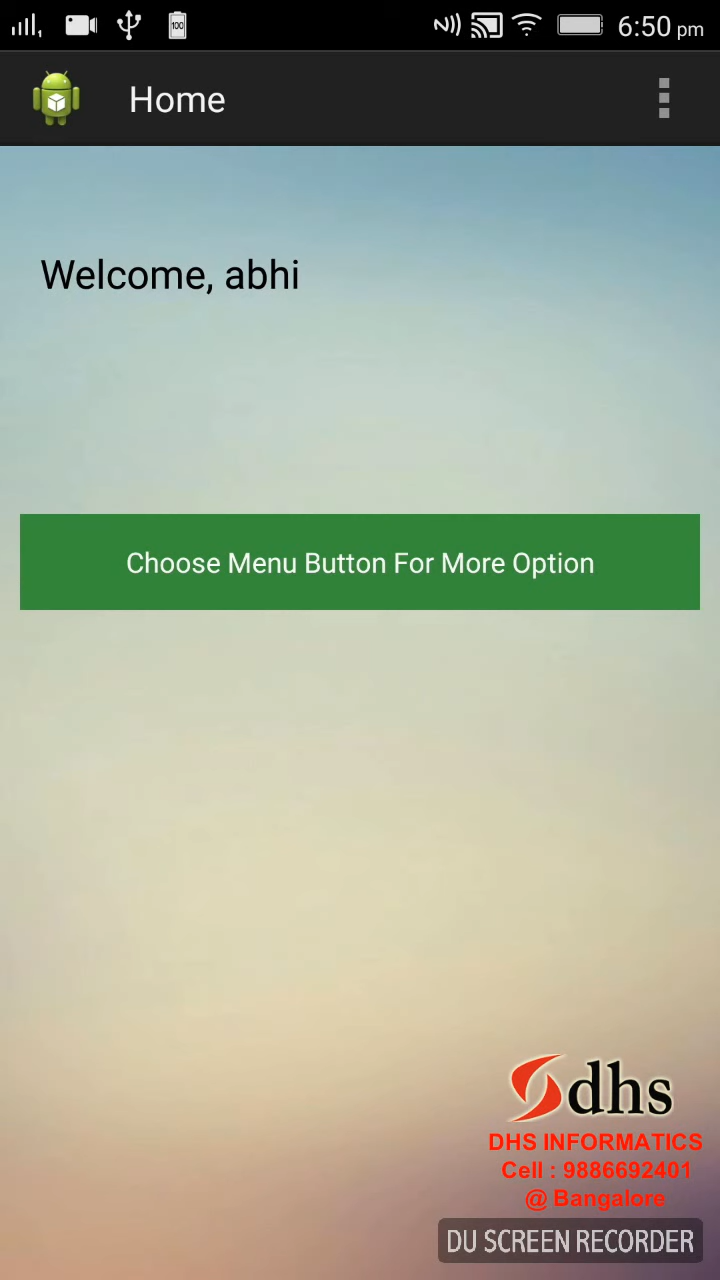 100
6:50 pm
Home
Welcome, abhi
Choose Menu Button For More Option
dhs
DHS INFORMATICS
Cell : 9886692401
@ Bangalore
DU SCREEN RECORDER